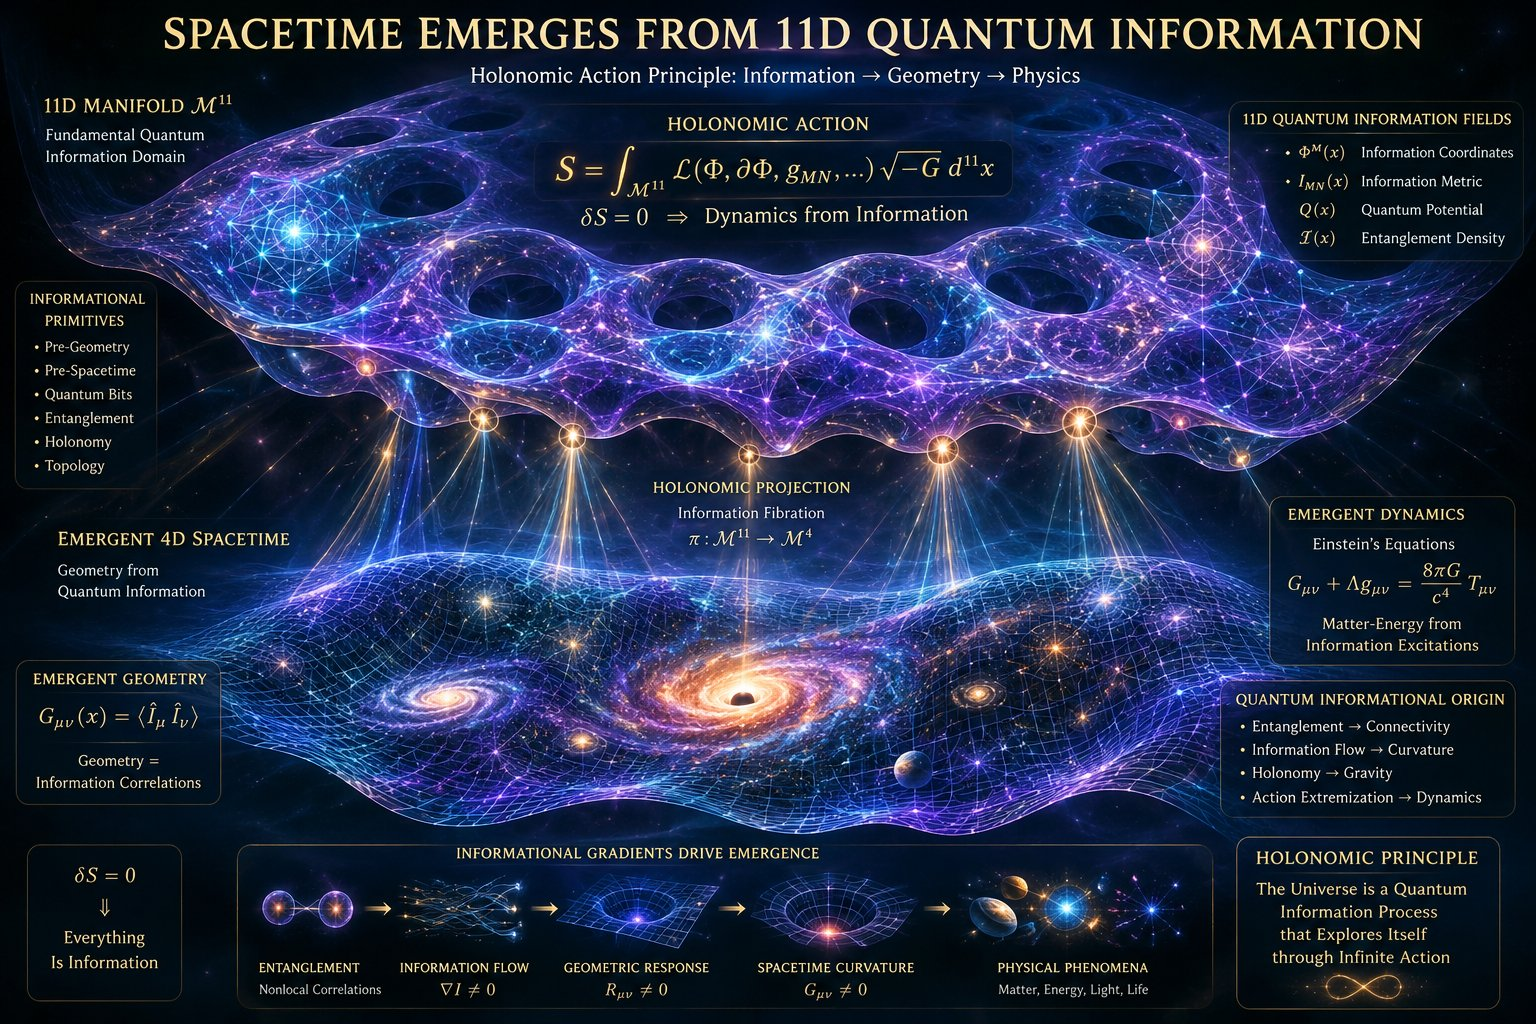 SPACETIME EMERGES FROM 11D QUANTUM INFORMATION
Holonomic Action Principle: Information → Geometry → Physics
11D MANIFOLD ℳ¹¹
Fundamental Quantum
Information Domain
HOLONOMIC ACTION
S = ∫_ℳ¹¹ ℒ(Φ, ∂Φ, g_MN, ...) √−G d¹¹x
δS = 0 ⇒ Dynamics from Information
11D QUANTUM INFORMATION FIELDS
• Φᴹ(x) Information Coordinates
• I_MN(x) Information Metric
Q(x) Quantum Potential
ℐ(x) Entanglement Density
INFORMATIONAL
PRIMITIVES
• Pre-Geometry
• Pre-Spacetime
• Quantum Bits
• Entanglement
• Holonomy
• Topology
HOLONOMIC PROJECTION
Information Fibration
π : ℳ¹¹ → ℳ⁴
EMERGENT 4D SPACETIME
Geometry from
Quantum Information
EMERGENT DYNAMICS
Einstein's Equations
G_μν + Λg_μν = 8πG/c⁴ T_μν
Matter-Energy from
Information Excitations
EMERGENT GEOMETRY
G_μν(x) = ⟨Î_μ Î_ν⟩
Geometry =
Information Correlations
QUANTUM INFORMATIONAL ORIGIN
• Entanglement → Connectivity
• Information Flow → Curvature
• Holonomy → Gravity
• Action Extremization → Dynamics
δS = 0
⇓
Everything
Is Information
INFORMATIONAL GRADIENTS DRIVE EMERGENCE
ENTANGLEMENT
Nonlocal Correlations
INFORMATION FLOW
∇I ≠ 0
GEOMETRIC RESPONSE
R_μν ≠ 0
SPACETIME CURVATURE
G_μν ≠ 0
PHYSICAL PHENOMENA
Matter, Energy, Light, Life
HOLONOMIC PRINCIPLE
The Universe is a Quantum
Information Process
that Explores Itself
through Infinite Action